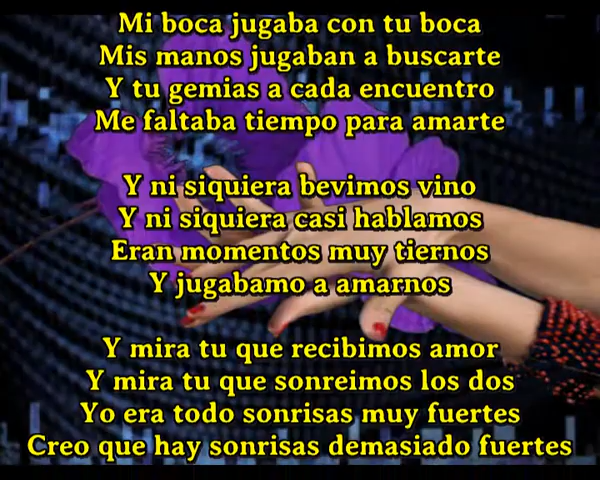 Mi boca jugaba con tu boca
Mis manos jugaban a buscarte
Y tu gemias a cada encuentro
Me faltaba tiempo para amarte
Y ni siquiera bevimos vino
Y ni siquiera casi hablamos
Eran momentos muy tiernos
Y jugabamo a amarnos
Y mira tu que recibimos amor
Y mira tu que sonreimos los dos
Yo era todo sonrisas muy fuertes
Creo que hay sonrisas demasiado fuertes